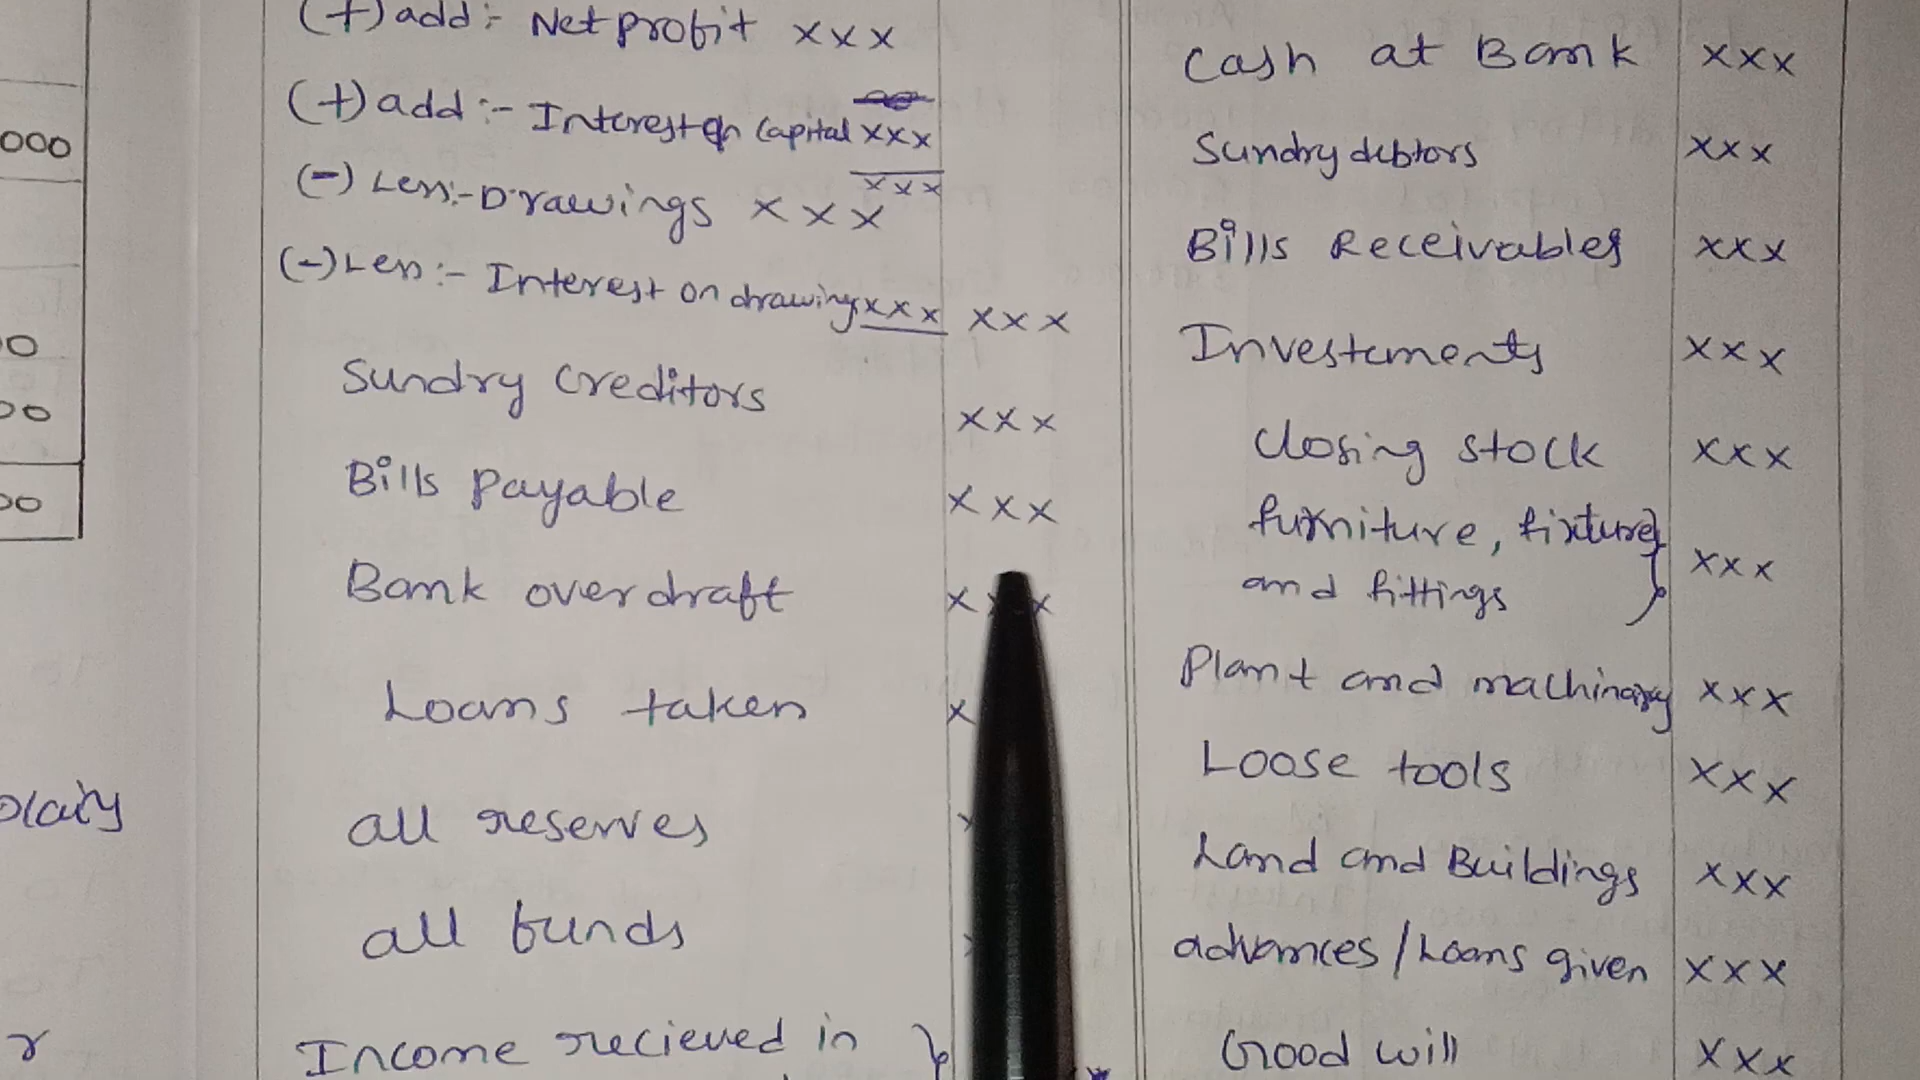 000
0
00
00
r
(+) add :- Net profit xxx
(+) add :- Interest on Capital xxx
xxx
(-) Less :- Drawings xxx
(-) Less :- Interest on drawings xxx xxx
Sundry Creditors xxx
Bills payable xxx
Bank overdraft x x
Loans taken x
all reserves
all funds
Income recieved in
Cash at Bank xxx
Sundry debtors xxx
Bills Receivables xxx
Investements xxx
Closing stock xxx
furniture, fixtures
and fittings xxx
Plant and machinary xxx
Loose tools xxx
Land and Buildings xxx
advances / Loans given xxx
Good will xxx